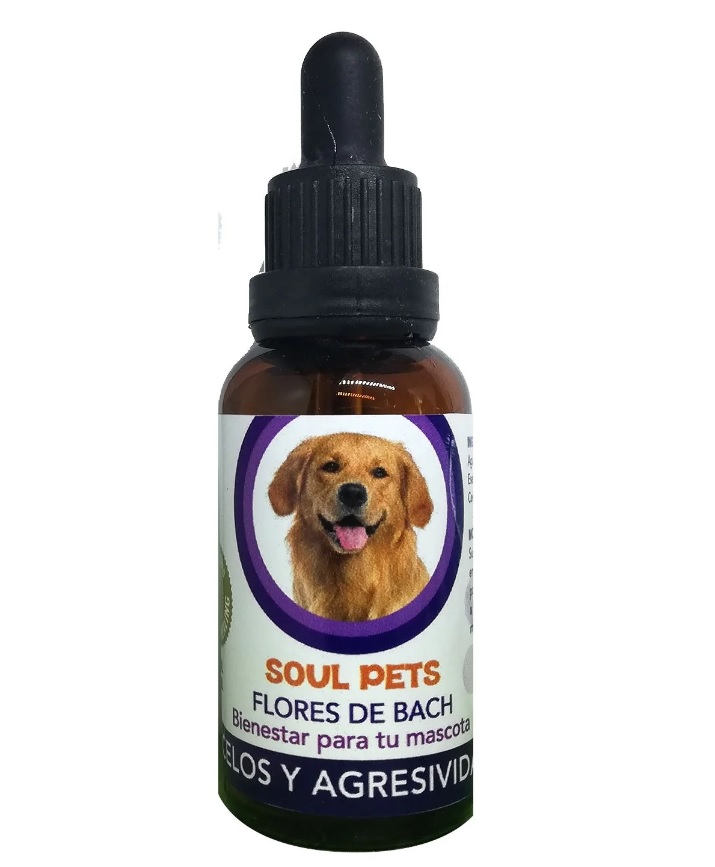 SOUL PETS
FLORES DE BACH
Bienestar para tu mascota
ELOS Y AGRESIVIDA